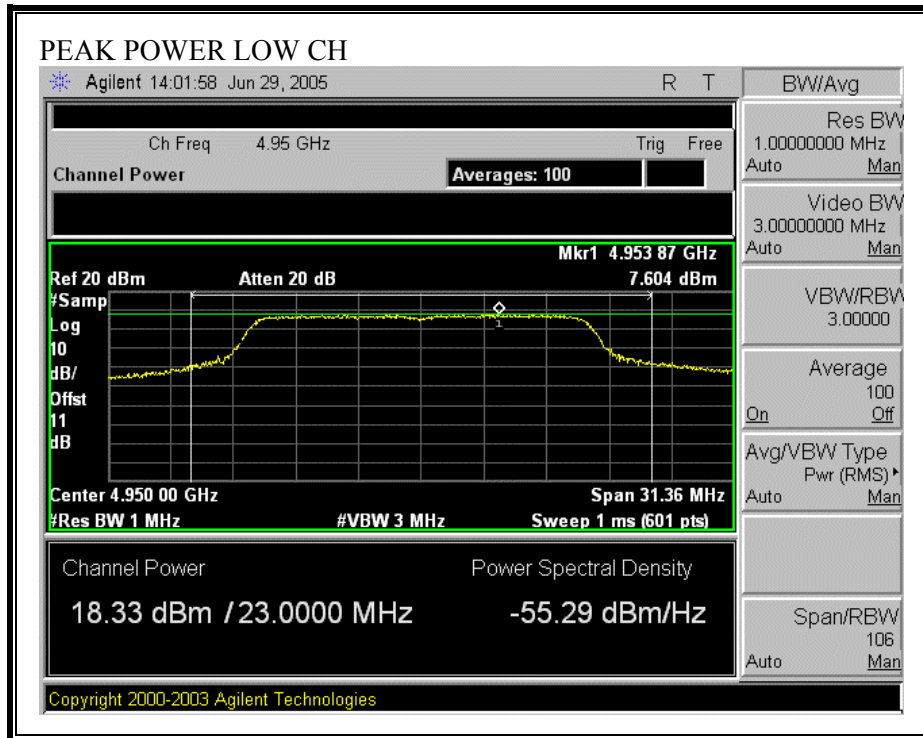 PEAK POWER LOW CH
Agilent 14:01:58 Jun 29, 2005 R T
BW/Avg
Ch Freq 4.95 GHz Trig Free
Channel Power Averages: 100
Res BW
1.00000000 MHz
Auto Man
Video BW
3.00000000 MHz
Auto Man
VBW/RBW
3.00000
Average
100
On Off
Avg/VBW Type
Pwr (RMS)
Auto Man
Span/RBW
106
Auto Man
Mkr1 4.953 87 GHz
Ref 20 dBm Atten 20 dB 7.604 dBm
#Samp
Log
10
dB/
Offst
11
dB
1
Center 4.950 00 GHz Span 31.36 MHz
#Res BW 1 MHz #VBW 3 MHz Sweep 1 ms (601 pts)
Channel Power Power Spectral Density
18.33 dBm / 23.0000 MHz -55.29 dBm/Hz
Copyright 2000-2003 Agilent Technologies